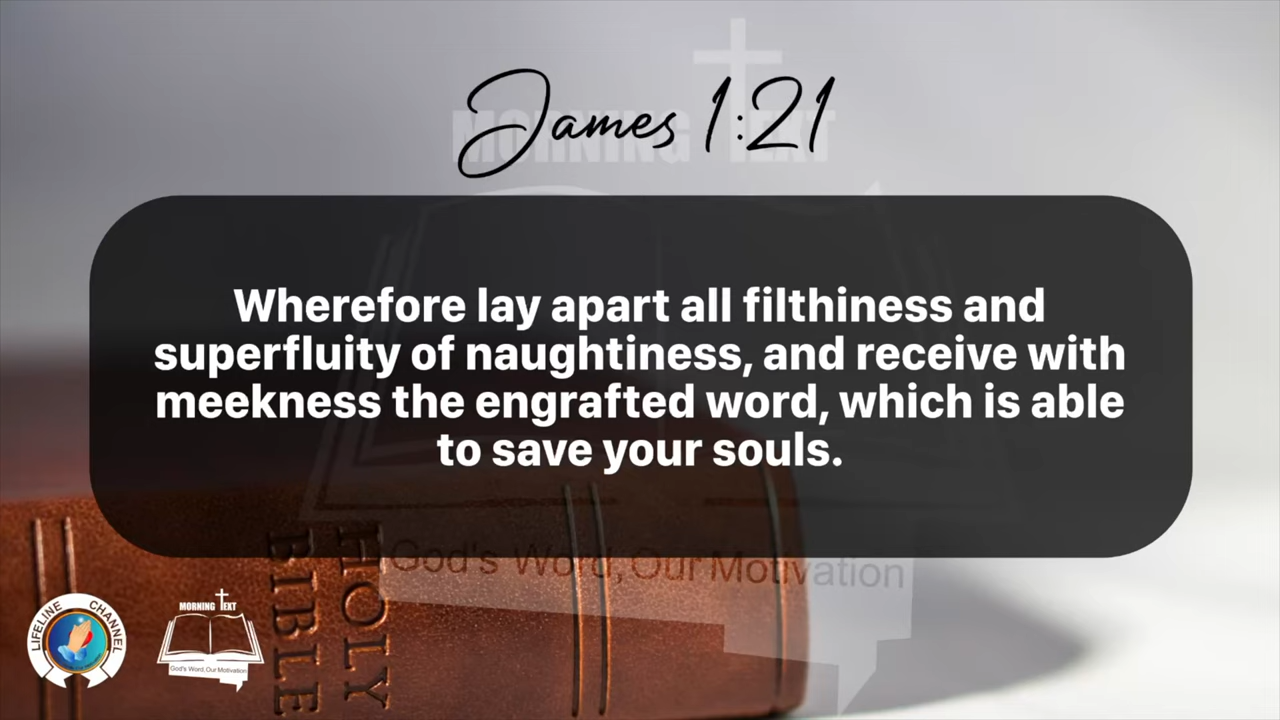 James 1:21
MORNING TEXT
Wherefore lay apart all filthiness and
superfluity of naughtiness, and receive with
meekness the engrafted word, which is able
to save your souls.
God's Word, Our Motivation
HOLY
BIBLE
LIFELINE CHANNEL
MORNING TEXT
God's Word, Our Motivation